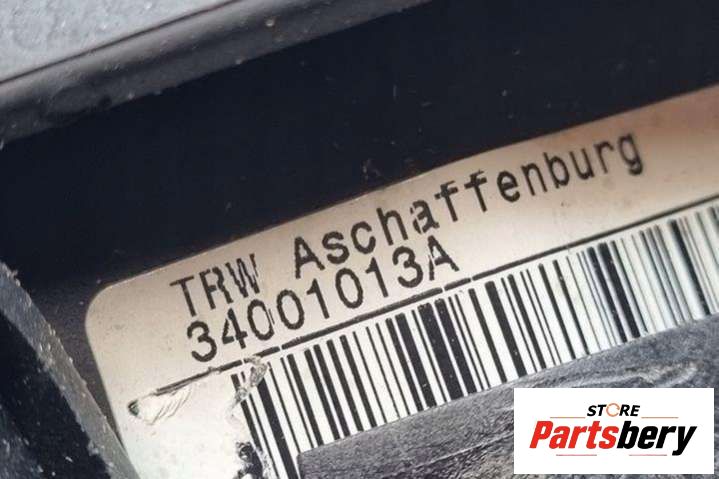 TRW Aschaffenburg
34001013A
STORE
Partsbery